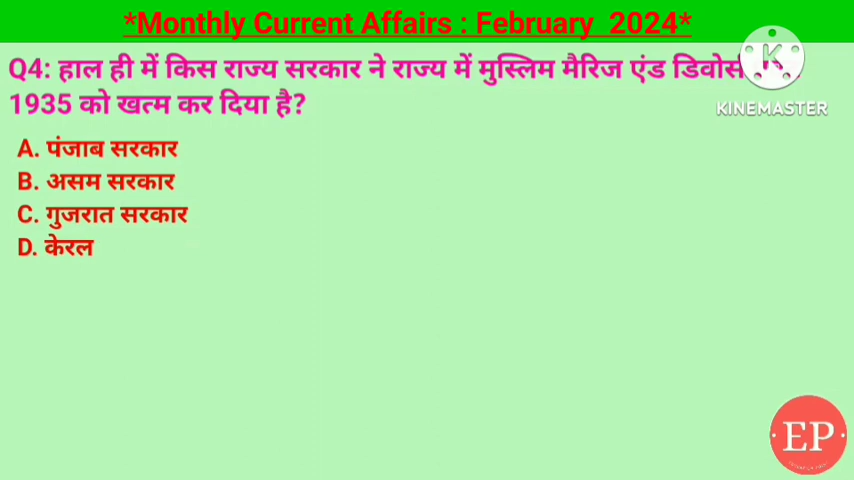 *Monthly Current Affairs : February 2024*
Q4: हाल ही में किस राज्य सरकार ने राज्य में मुस्लिम मैरिज एंड
1935 को खत्म कर दिया है?
KINEMASTER
A. पंजाब सरकार
B. असम सरकार
C. गुजरात सरकार
D. केरल
EP